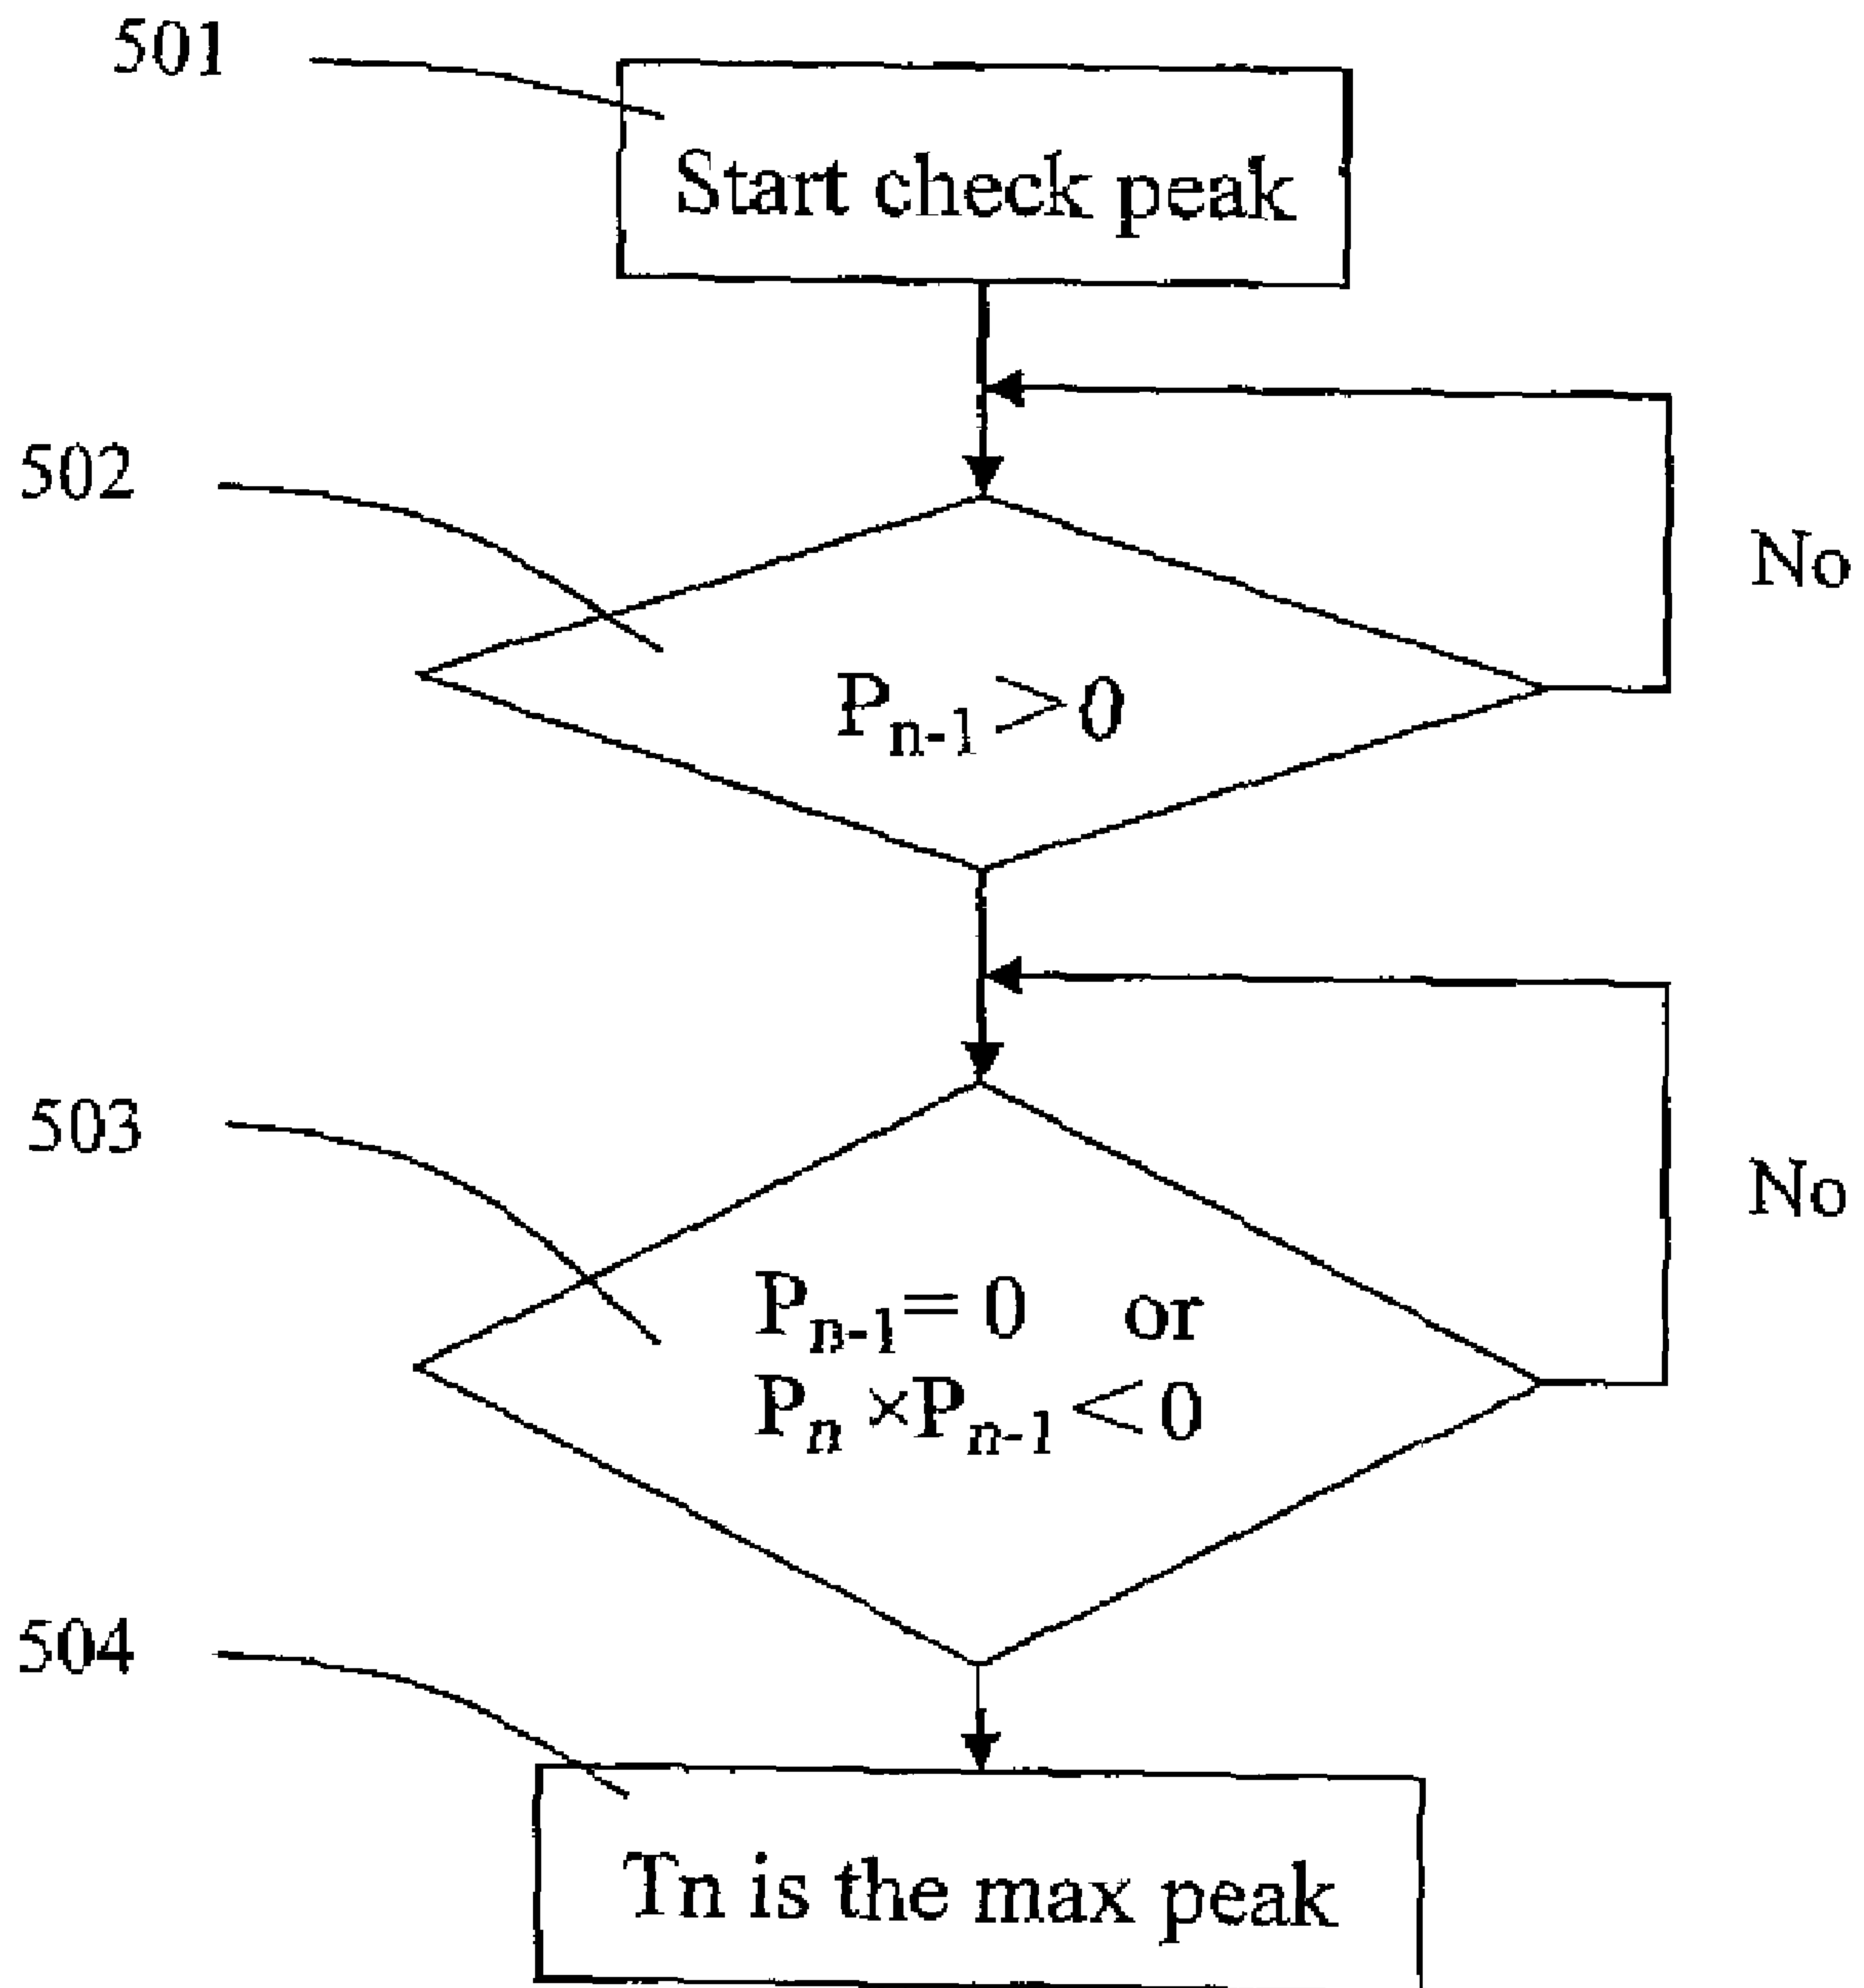 501
Start check peak
502
No
Pₙ₋₁ >0
503
No
Pₙ₋₁= 0 or
Pₙ ×Pₙ₋₁ <0
504
Tn is the max peak